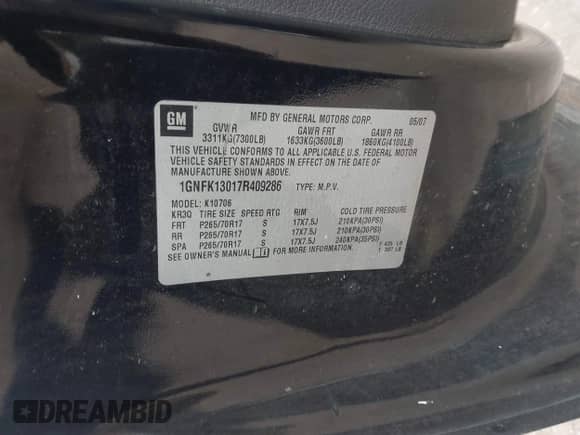 GM
MFD BY GENERAL MOTORS CORP. 05/07
GVWR GAWR FRT GAWR RR
3311KG(7300LB) 1633KG(3600LB) 1860KG(4100LB)
THIS VEHICLE CONFORMS TO ALL APPLICABLE U.S. FEDERAL MOTOR
VEHICLE SAFETY STANDARDS IN EFFECT ON THE DATE OF
MANUFACTURE SHOWN ABOVE.
1GNFK13017R409286 TYPE: M.P.V.
MODEL: K10706
KR3Q TIRE SIZE SPEED RTG RIM COLD TIRE PRESSURE
FRT P265/70R17 S 17X7.5J 210KPA(30PSI)
RR P265/70R17 S 17X7.5J 210KPA(30PSI)
SPA P265/70R17 S 17X7.5J 240KPA(35PSI)
SEE OWNER'S MANUAL FOR MORE INFORMATION.
DREAMBID